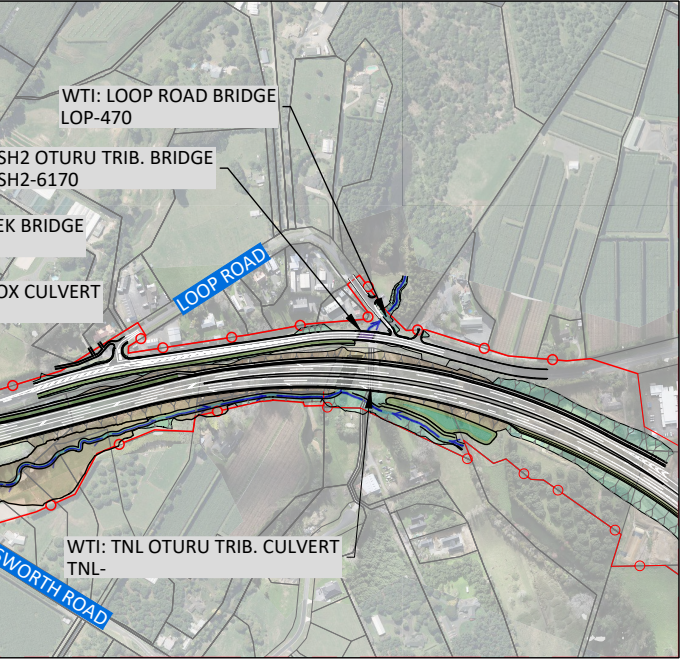 WTI: LOOP ROAD BRIDGE
LOP-470
SH2 OTURU TRIB. BRIDGE
SH2-6170
EK BRIDGE
LOOP ROAD
OX CULVERT
WTI: TNL OTURU TRIB. CULVERT
TNL-
SWORTH ROAD